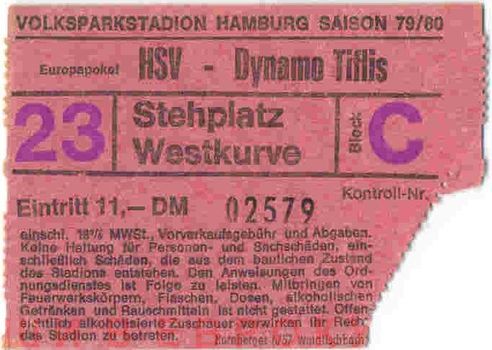 VOLKSPARKSTADION HAMBURG SAISON 79/80
Europapokal HSV - Dynamo Tiflis
23 Stehplatz Westkurve Block C
Kontroll-Nr.
Eintritt 11,– DM 02579
einschl. 13% MWSt., Vorverkaufsgebühr und Abgaben.
Keine Haftung für Personen- und Sachschäden, ein-
schließlich Schäden, die aus dem baulichen Zustand
des Stadions entstehen. Den Anweisungen des Ord-
nungsdienstes ist Folge zu leisten. Mitbringen von
Feuerwerkskörpern, Flaschen, Dosen, alkoholischen
Getränken und Rauschmitteln ist nicht gestattet. Offen-
sichtlich alkoholisierte Zuschauer verwirken ihr Recht,
das Stadion zu betreten.